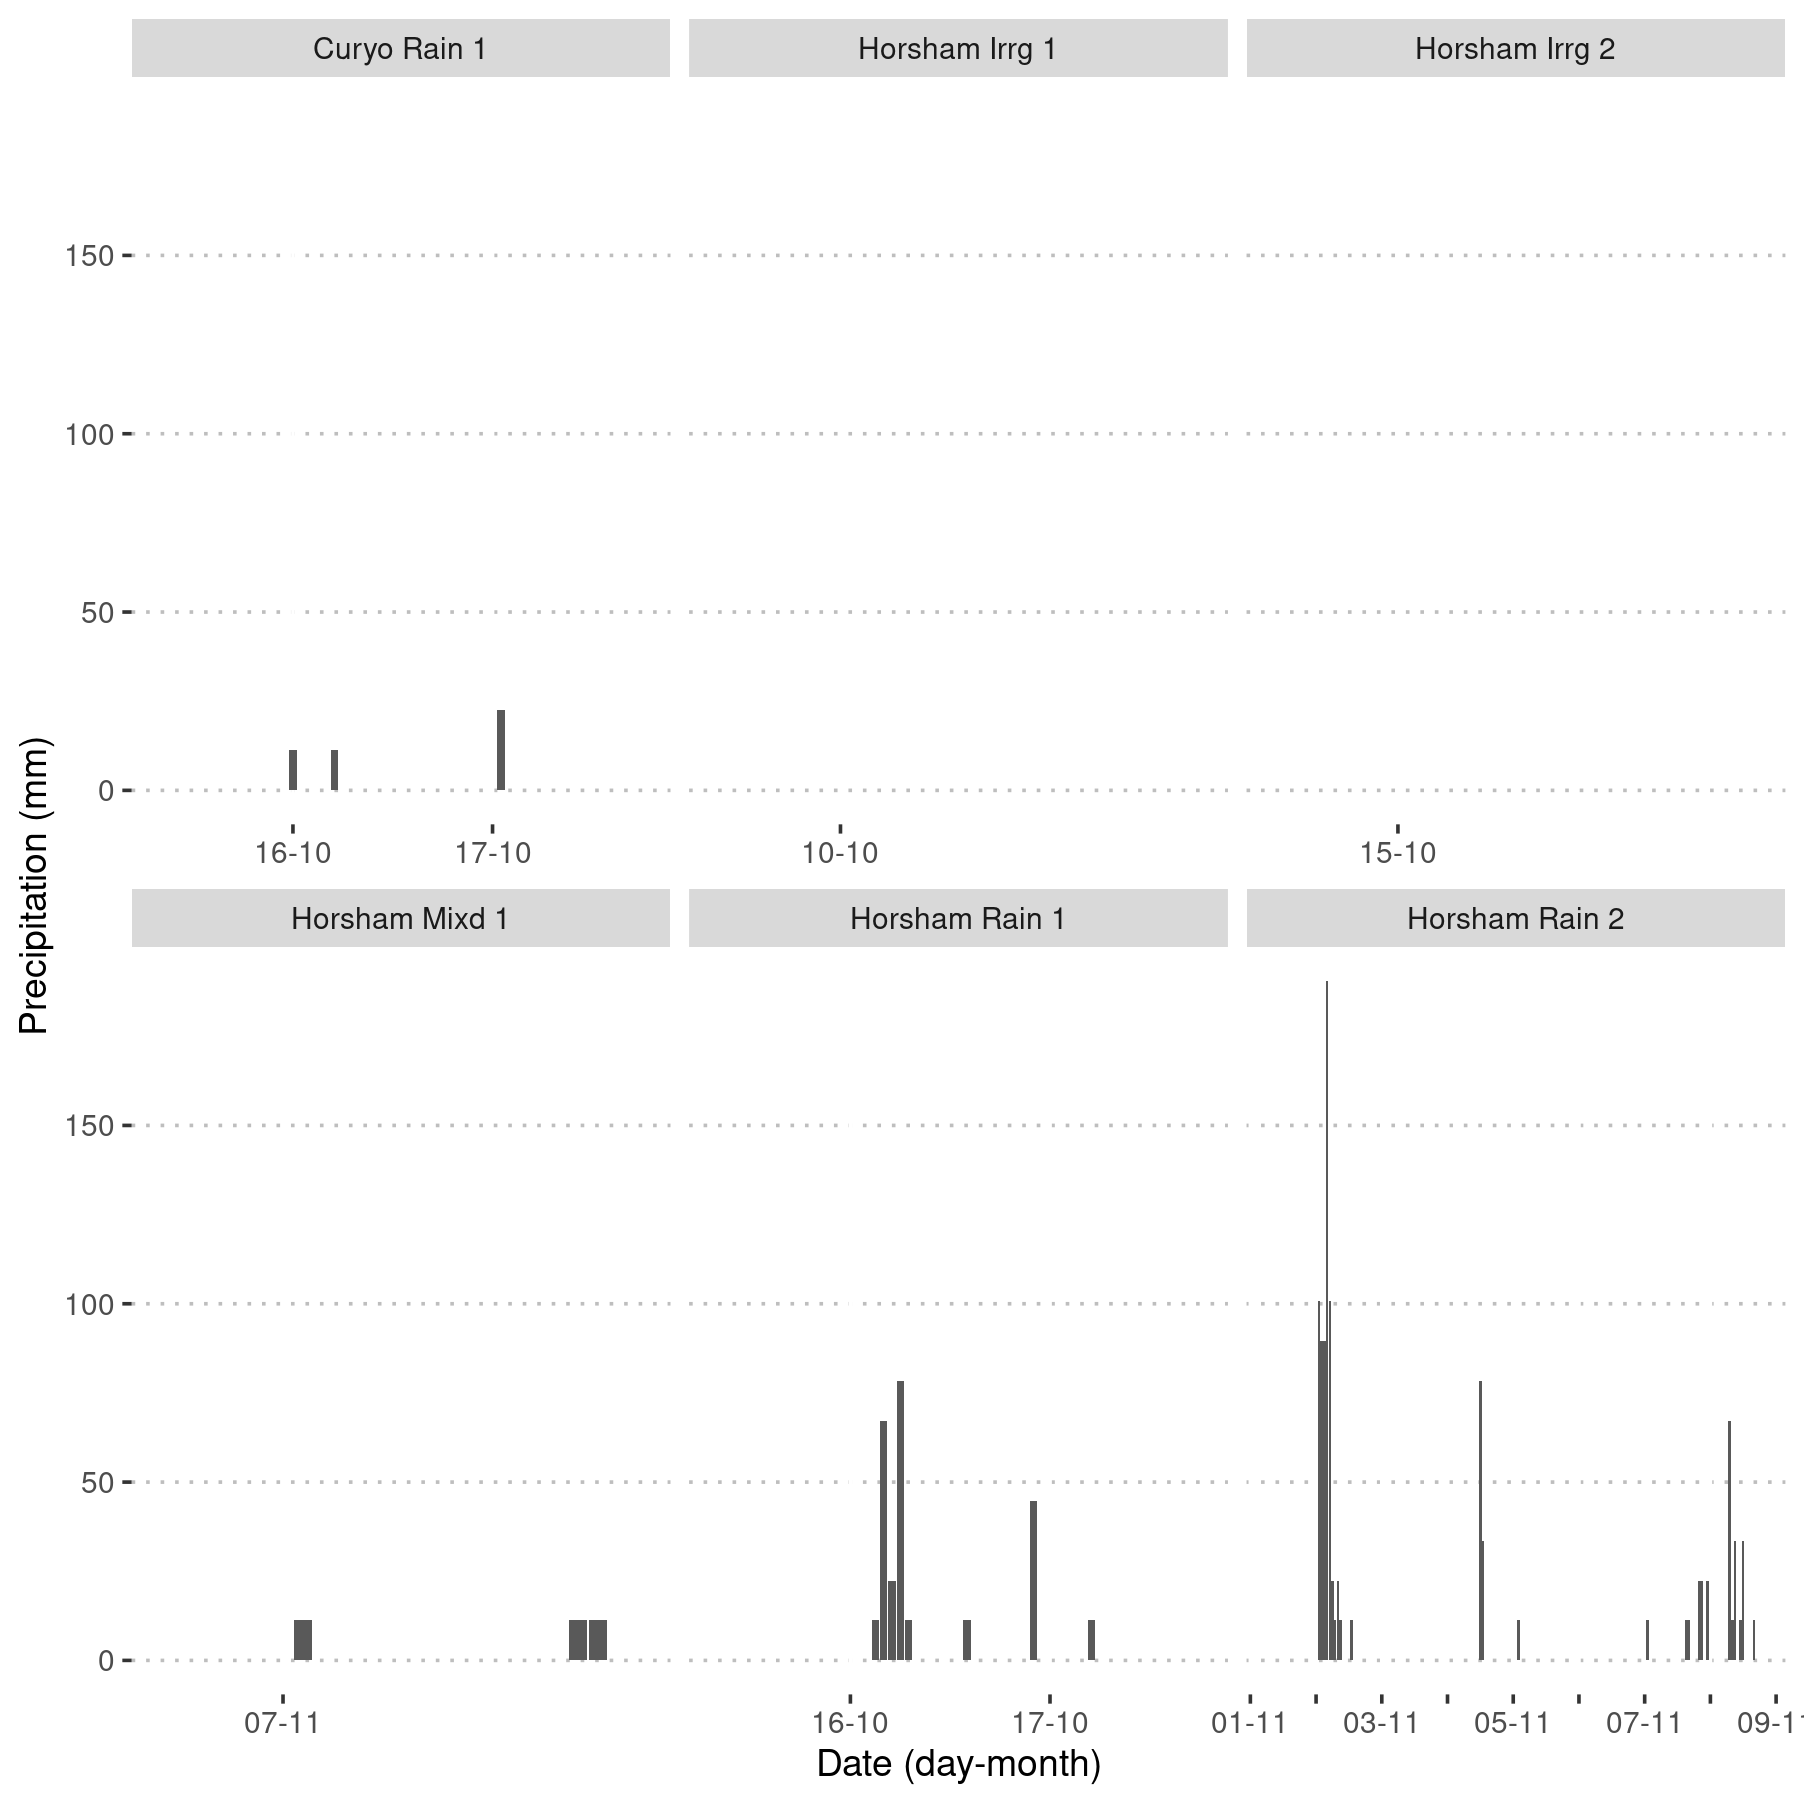 Curyo Rain 1
Horsham Irrg 1
Horsham Irrg 2
150
100
50
0
16-10
17-10
10-10
15-10
Precipitation (mm)
Horsham Mixd 1
Horsham Rain 1
Horsham Rain 2
150
100
50
0
07-11
16-10
17-10
01-11
03-11
05-11
07-11
09-1
Date (day-month)